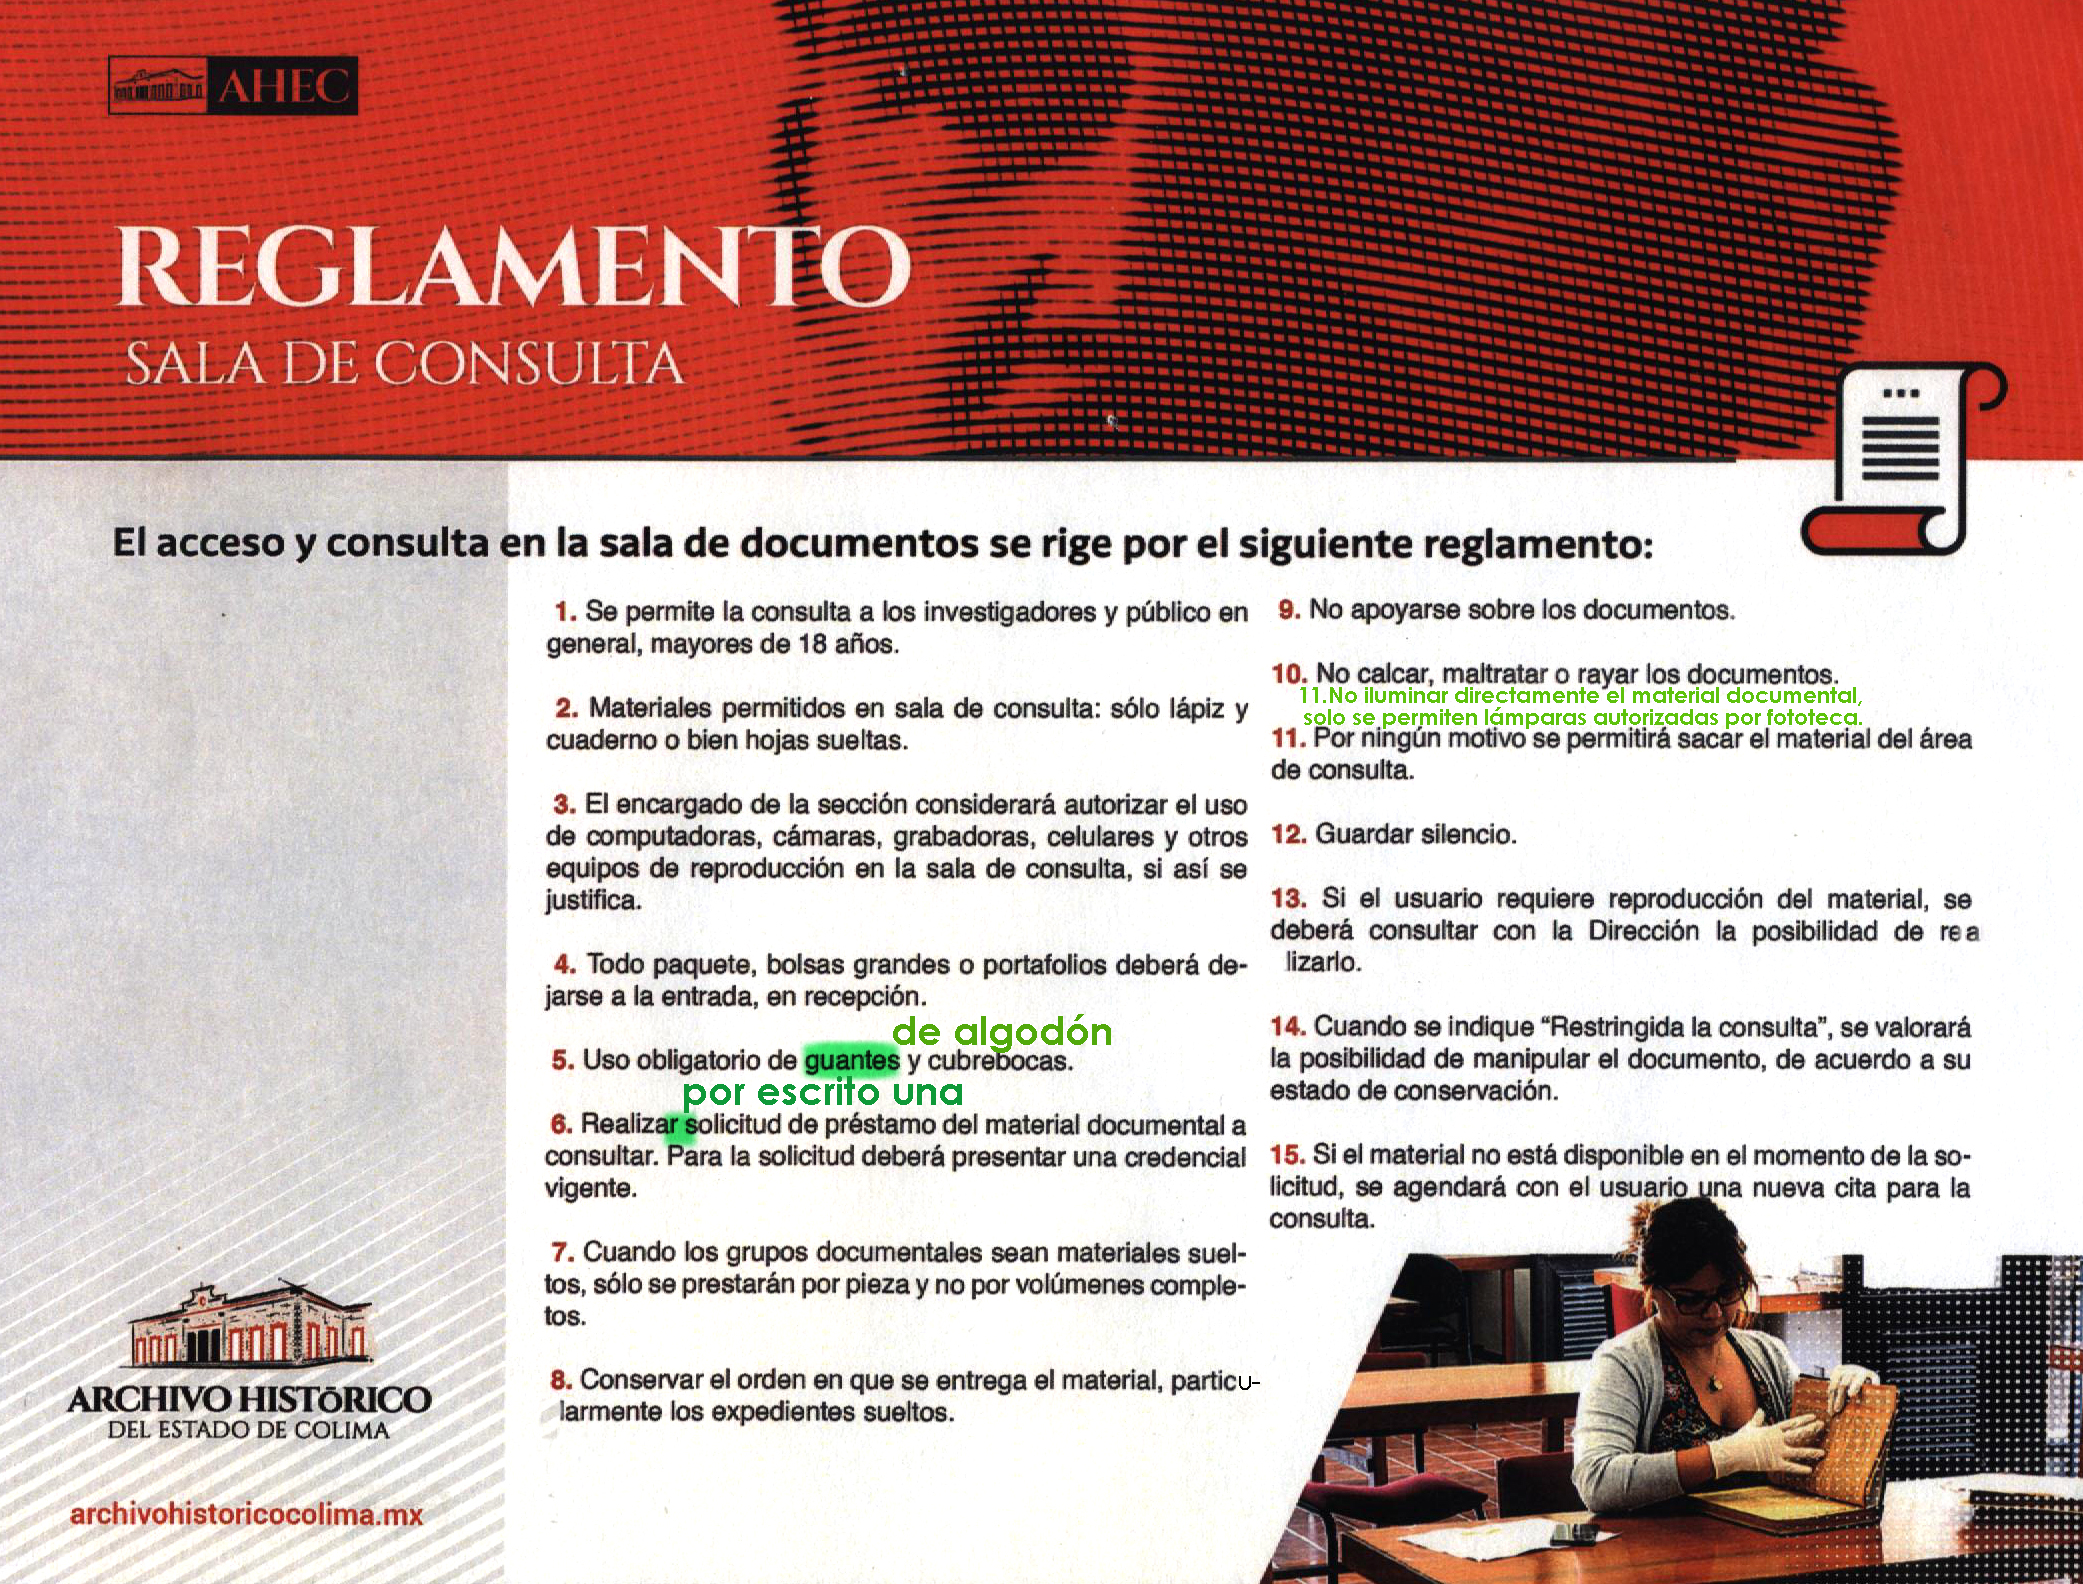 AHEC
REGLAMENTO
SALA DE CONSULTA
El acceso y consulta en la sala de documentos se rige por el siguiente reglamento:
1. Se permite la consulta a los investigadores y público en
general, mayores de 18 años.
2. Materiales permitidos en sala de consulta: sólo lápiz y
cuaderno o bien hojas sueltas.
3. El encargado de la sección considerará autorizar el uso
de computadoras, cámaras, grabadoras, celulares y otros
equipos de reproducción en la sala de consulta, si así se
justifica.
4. Todo paquete, bolsas grandes o portafolios deberá de-
jarse a la entrada, en recepción.
de algodón
5. Uso obligatorio de guantes y cubrebocas.
por escrito una
6. Realizar solicitud de préstamo del material documental a
consultar. Para la solicitud deberá presentar una credencial
vigente.
7. Cuando los grupos documentales sean materiales suel-
tos, sólo se prestarán por pieza y no por volúmenes comple-
tos.
8. Conservar el orden en que se entrega el material, particu-
larmente los expedientes sueltos.
9. No apoyarse sobre los documentos.
10. No calcar, maltratar o rayar los documentos.
11.No iluminar directamente el material documental,
solo se permiten lámparas autorizadas por fototeca.
11. Por ningún motivo se permitirá sacar el material del área
de consulta.
12. Guardar silencio.
13. Si el usuario requiere reproducción del material, se
deberá consultar con la Dirección la posibilidad de rea
lizarlo.
14. Cuando se indique “Restringida la consulta”, se valorará
la posibilidad de manipular el documento, de acuerdo a su
estado de conservación.
15. Si el material no está disponible en el momento de la so-
licitud, se agendará con el usuario una nueva cita para la
consulta.
ARCHIVO HISTÓRICO
DEL ESTADO DE COLIMA
archivohistoricocolima.mx